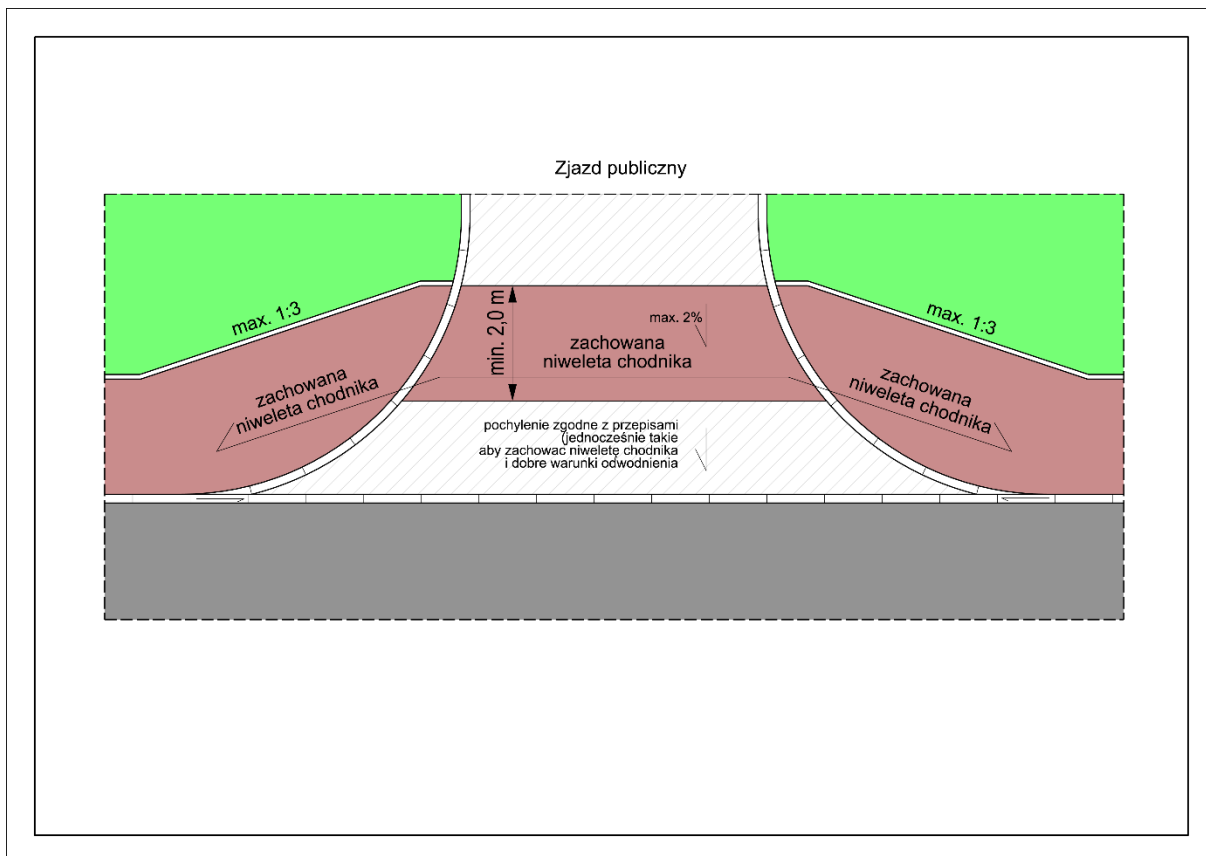 Zjazd publiczny
max. 1:3
max. 1:3
min. 2,0 m
max. 2%
zachowana
niweleta chodnika
zachowana
niweleta chodnika
zachowana
niweleta chodnika
pochylenie zgodne z przepisami
(jednocześnie takie
aby zachować niweletę chodnika
i dobre warunki odwodnienia